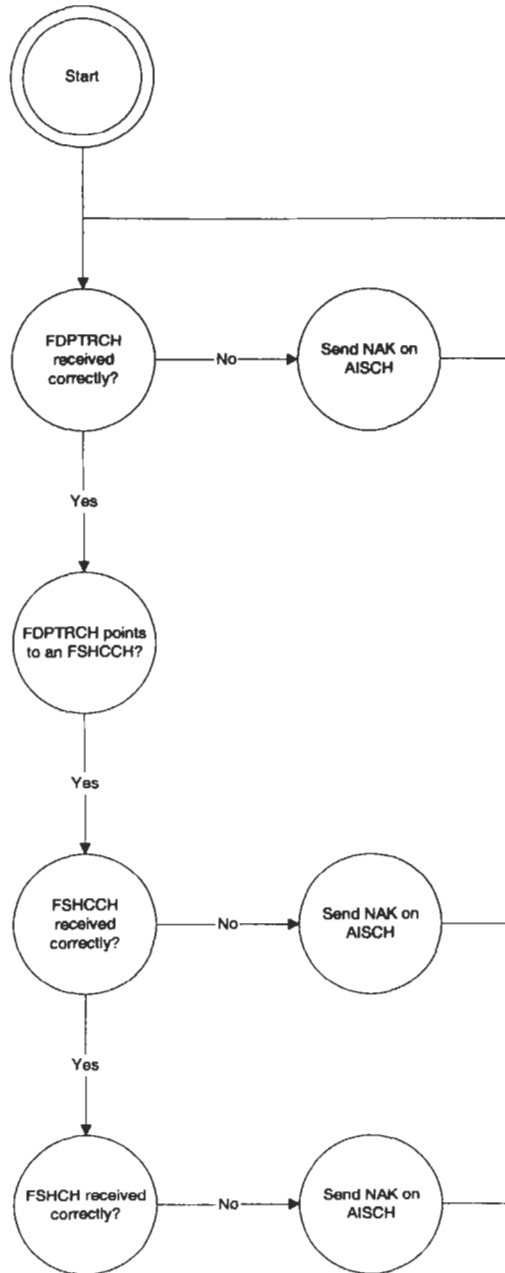 Start
FDPTRCH
received
correctly?
No
Send NAK on
AISCH
Yes
FDPTRCH points
to an FSHCCH?
Yes
FSHCCH
received
correctly?
No
Send NAK on
AISCH
Yes
FSHCH received
correctly?
No
Send NAK on
AISCH